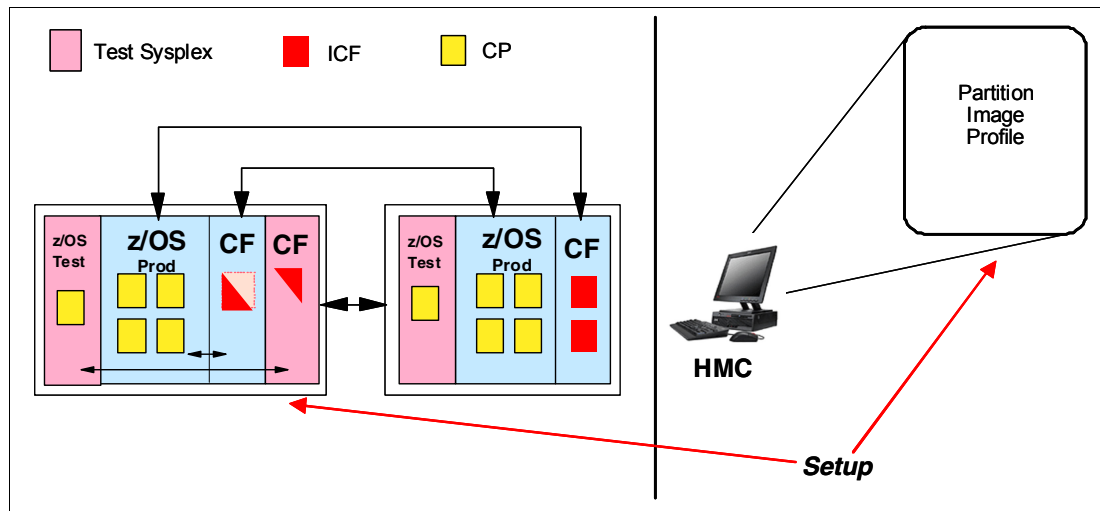 Test Sysplex
ICF
CP
z/OS
Test
z/OS
Prod
CF
CF
z/OS
Test
z/OS
Prod
CF
Partition
Image
Profile
HMC
Setup